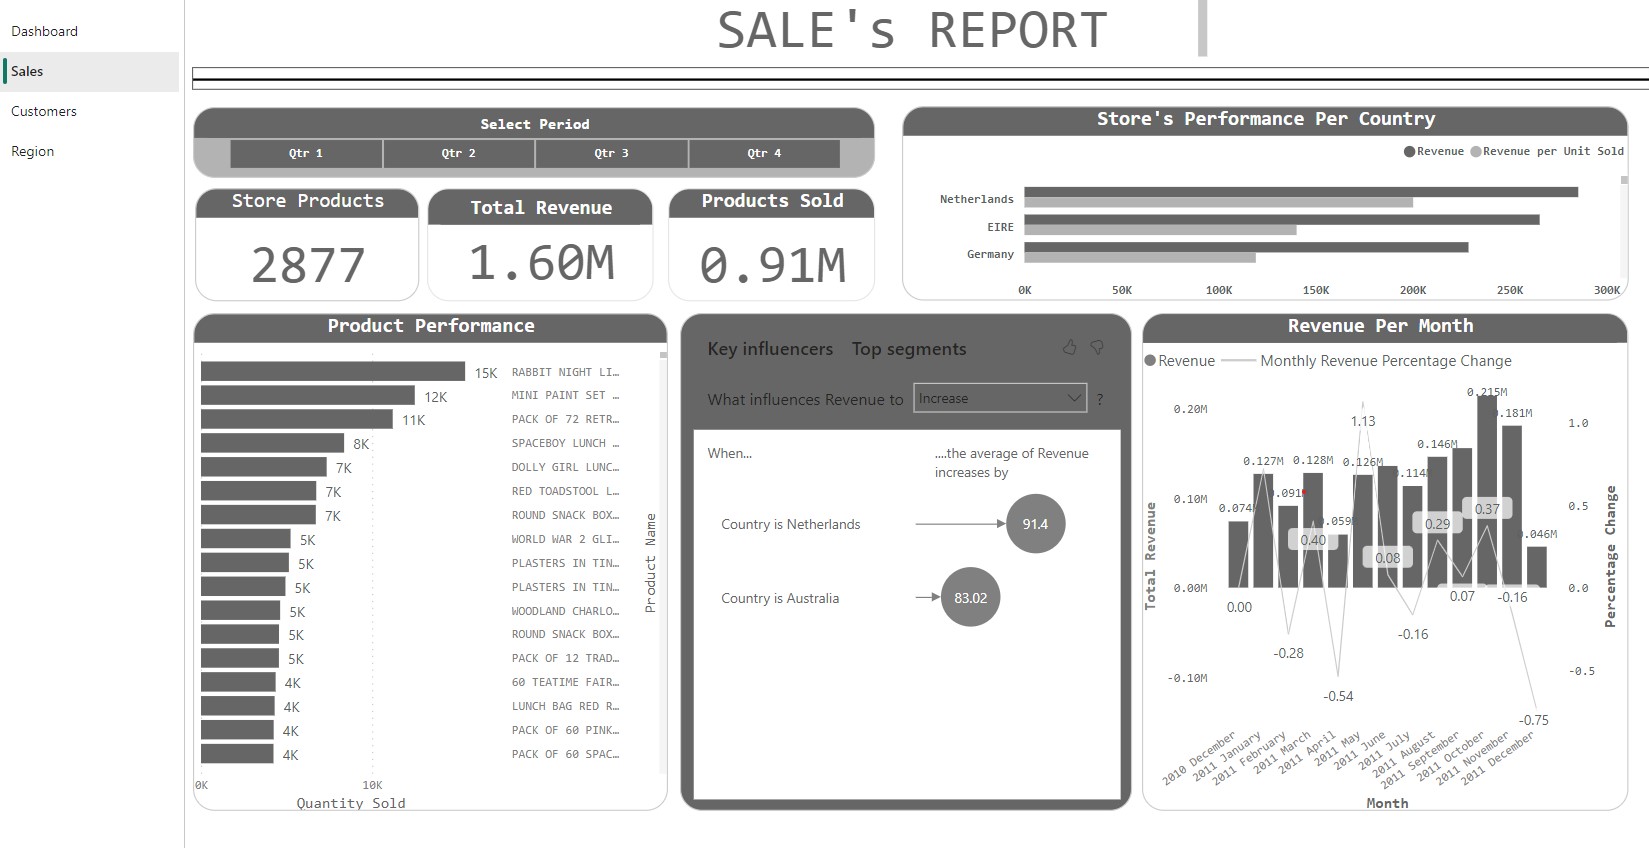 Dashboard
Sales
Customers
Region
SALE's REPORT
Select Period
Qtr 1 Qtr 2 Qtr 3 Qtr 4
Store Products
2877
Total Revenue
1.60M
Products Sold
0.91M
Store's Performance Per Country
Revenue Revenue per Unit Sold
Netherlands
EIRE
Germany
0K 50K 100K 150K 200K 250K 300K
Product Performance
15K RABBIT NIGHT LI…
12K MINI PAINT SET …
11K PACK OF 72 RETR…
8K SPACEBOY LUNCH …
7K DOLLY GIRL LUNC…
7K RED TOADSTOOL L…
7K ROUND SNACK BOX…
5K WORLD WAR 2 GLI…
5K PLASTERS IN TIN…
5K PLASTERS IN TIN…
5K WOODLAND CHARLO…
5K ROUND SNACK BOX…
5K PACK OF 12 TRAD…
4K 60 TEATIME FAIR…
4K LUNCH BAG RED R…
4K PACK OF 60 PINK…
4K PACK OF 60 SPAC…
Product Name
0K 10K
Quantity Sold
Key influencers Top segments
What influences Revenue to Increase ?
When...
....the average of Revenue
increases by
Country is Netherlands 91.4
Country is Australia 83.02
Revenue Per Month
Revenue Monthly Revenue Percentage Change
Total Revenue
0.20M
0.10M
0.00M
-0.10M
0.074M
0.127M
0.091M
0.128M
0.059M
0.126M
0.114M
0.146M
0.215M
0.181M
0.046M
0.00
-0.28
0.40
-0.54
1.13
0.08
-0.16
0.29
0.07
0.37
-0.16
-0.75
1.0
0.5
0.0
-0.5
Percentage Change
2010 December
2011 January
2011 February
2011 March
2011 April
2011 May
2011 June
2011 July
2011 August
2011 September
2011 October
2011 November
2011 December
Month